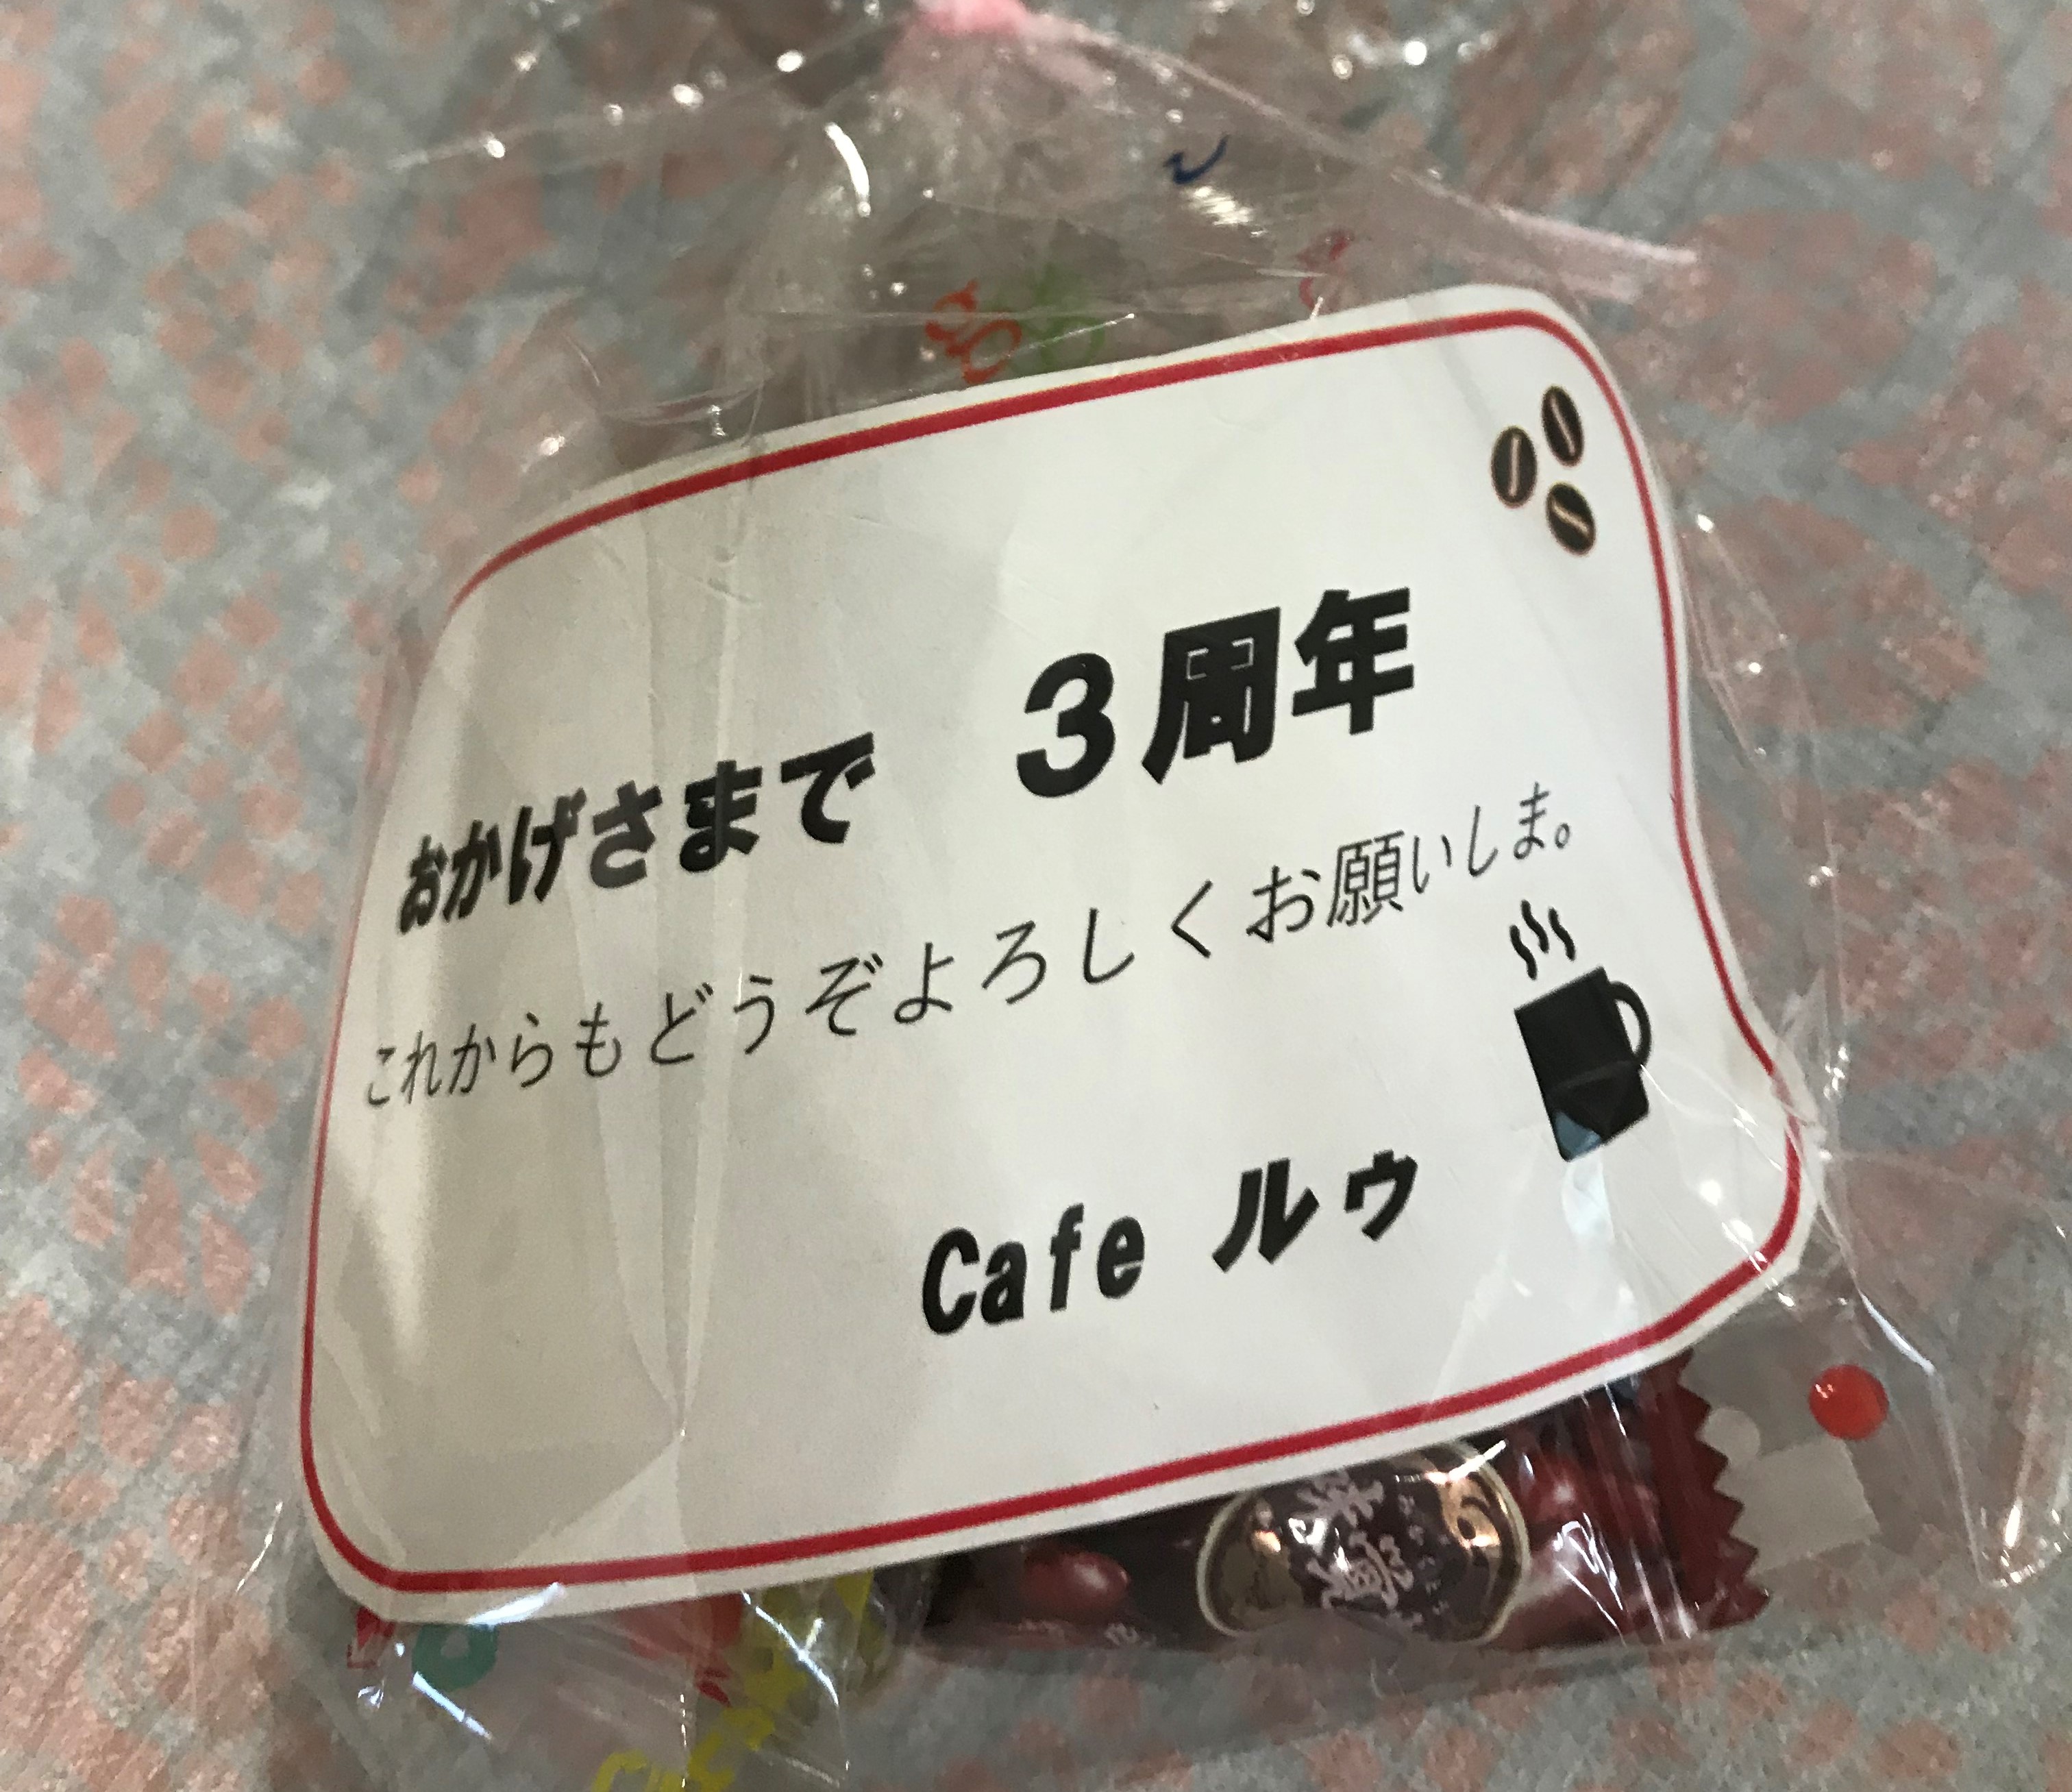 おかげさまで 3周年
これからもどうぞよろしくお願いしま。
Cafe ルゥ